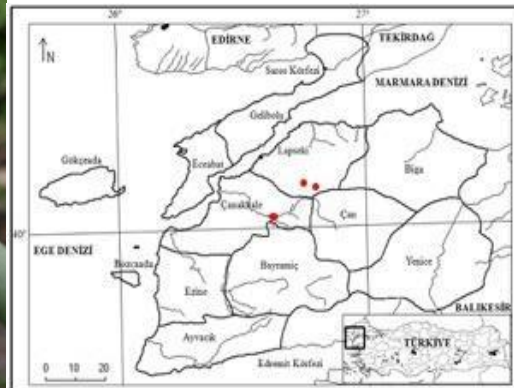 26°
27°
N
EDİRNE
TEKİRDAĞ
Saros Körfezi
MARMARA DENİZİ
Gelibolu
Lapseki
Gökçeada
Eceabat
Biga
Çanakkale
Çan
40°
EGE DENİZİ
Bozcaada
Bayramiç
Yenice
Ezine
BALIKESİR
Ayvacık
TÜRKİYE
Edremit Körfezi
0 10 20